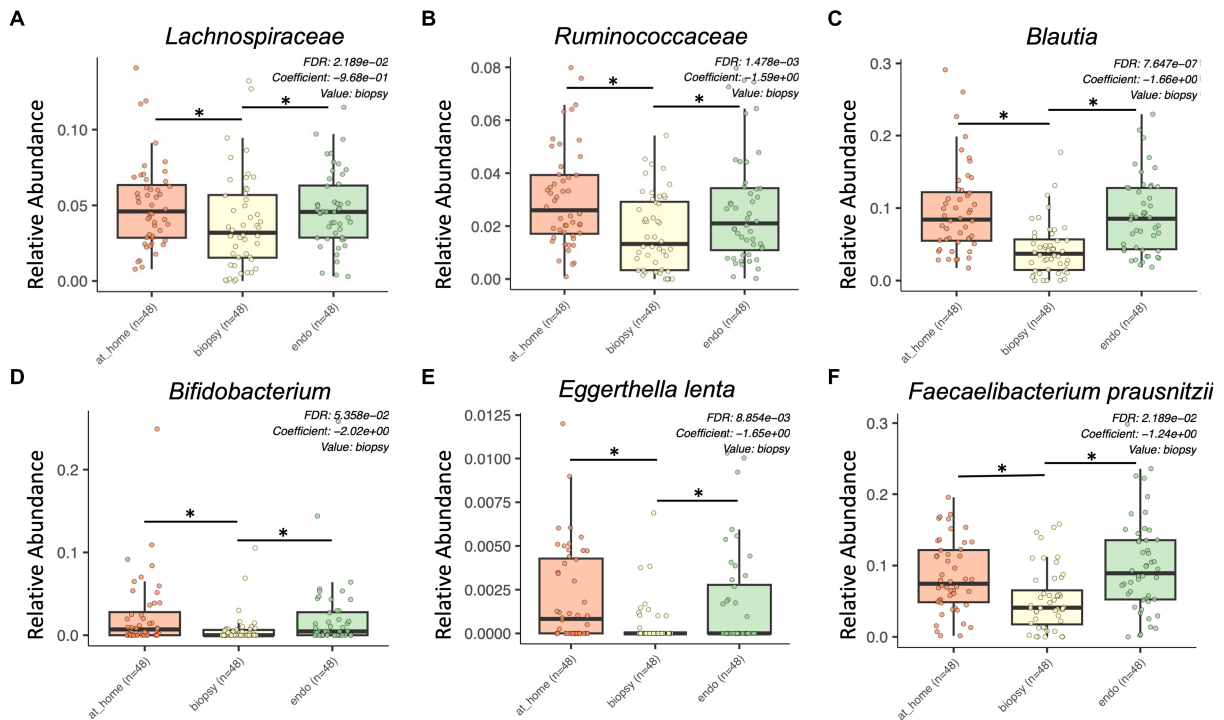 A
Lachnospiraceae
FDR: 2.189e−02
Coefficient: −9.68e−01
Value: biopsy
*
*
Relative Abundance
0.10
0.05
0.00
at_home (n=48)
biopsy (n=48)
endo (n=48)
B
Ruminococcaceae
FDR: 1.478e−03
Coefficient: −1.59e+00
Value: biopsy
*
*
Relative Abundance
0.08
0.06
0.04
0.02
0.00
at_home (n=48)
biopsy (n=48)
endo (n=48)
C
Blautia
FDR: 7.647e−07
Coefficient: −1.66e+00
Value: biopsy
*
*
Relative Abundance
0.3
0.2
0.1
0.0
at_home (n=48)
biopsy (n=48)
endo (n=48)
D
Bifidobacterium
FDR: 5.358e−02
Coefficient: −2.02e+00
Value: biopsy
*
*
Relative Abundance
0.2
0.1
0.0
at_home (n=48)
biopsy (n=48)
endo (n=48)
E
Eggerthella lenta
FDR: 8.854e−03
Coefficient: −1.65e+00
Value: biopsy
*
*
Relative Abundance
0.0125
0.0100
0.0075
0.0050
0.0025
0.0000
at_home (n=48)
biopsy (n=48)
endo (n=48)
F
Faecaelibacterium prausnitzii
FDR: 2.189e−02
Coefficient: −1.24e+00
Value: biopsy
*
*
Relative Abundance
0.3
0.2
0.1
0.0
at_home (n=48)
biopsy (n=48)
endo (n=48)